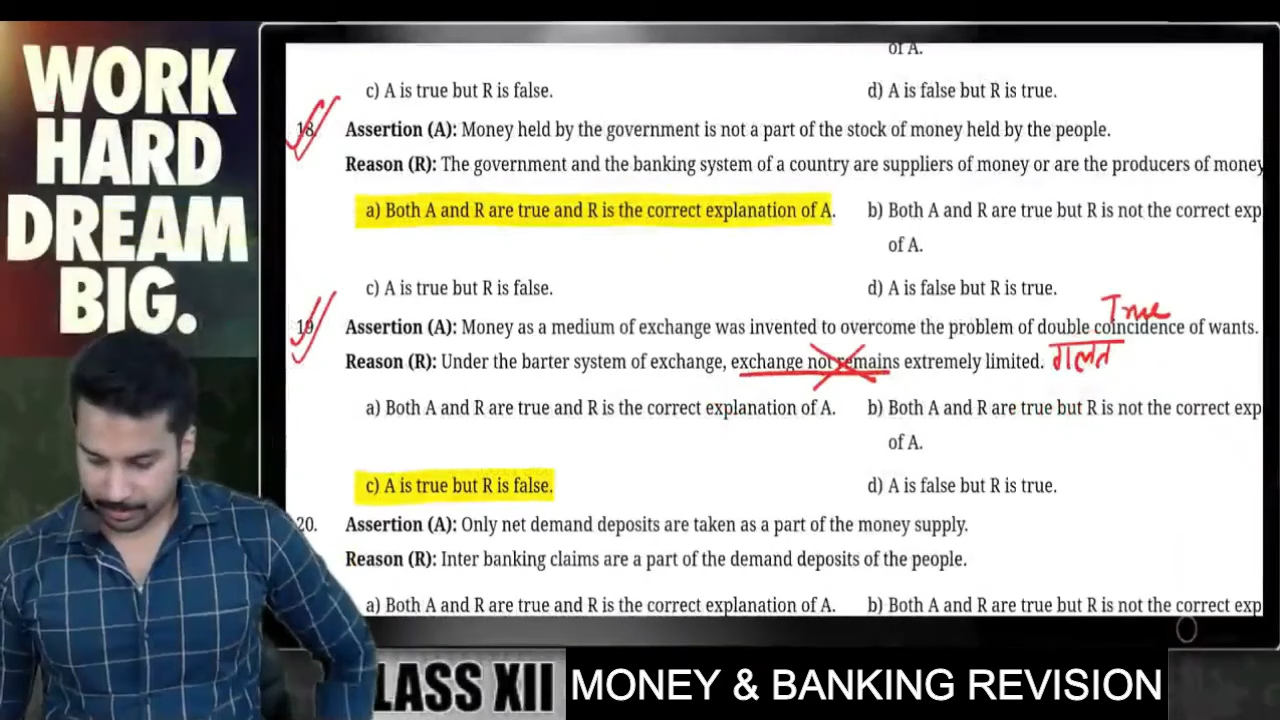 WORK
HARD
DREAM
BIG.
of A.
c) A is true but R is false.
d) A is false but R is true.
18. Assertion (A): Money held by the government is not a part of the stock of money held by the people.
Reason (R): The government and the banking system of a country are suppliers of money or are the producers of money
a) Both A and R are true and R is the correct explanation of A.
b) Both A and R are true but R is not the correct exp
of A.
c) A is true but R is false.
d) A is false but R is true.
True
19. Assertion (A): Money as a medium of exchange was invented to overcome the problem of double coincidence of wants.
Reason (R): Under the barter system of exchange, exchange not remains extremely limited. गलत
a) Both A and R are true and R is the correct explanation of A.
b) Both A and R are true but R is not the correct exp
of A.
c) A is true but R is false.
d) A is false but R is true.
20. Assertion (A): Only net demand deposits are taken as a part of the money supply.
Reason (R): Inter banking claims are a part of the demand deposits of the people.
a) Both A and R are true and R is the correct explanation of A.
b) Both A and R are true but R is not the correct exp
LASS XII
MONEY & BANKING REVISION